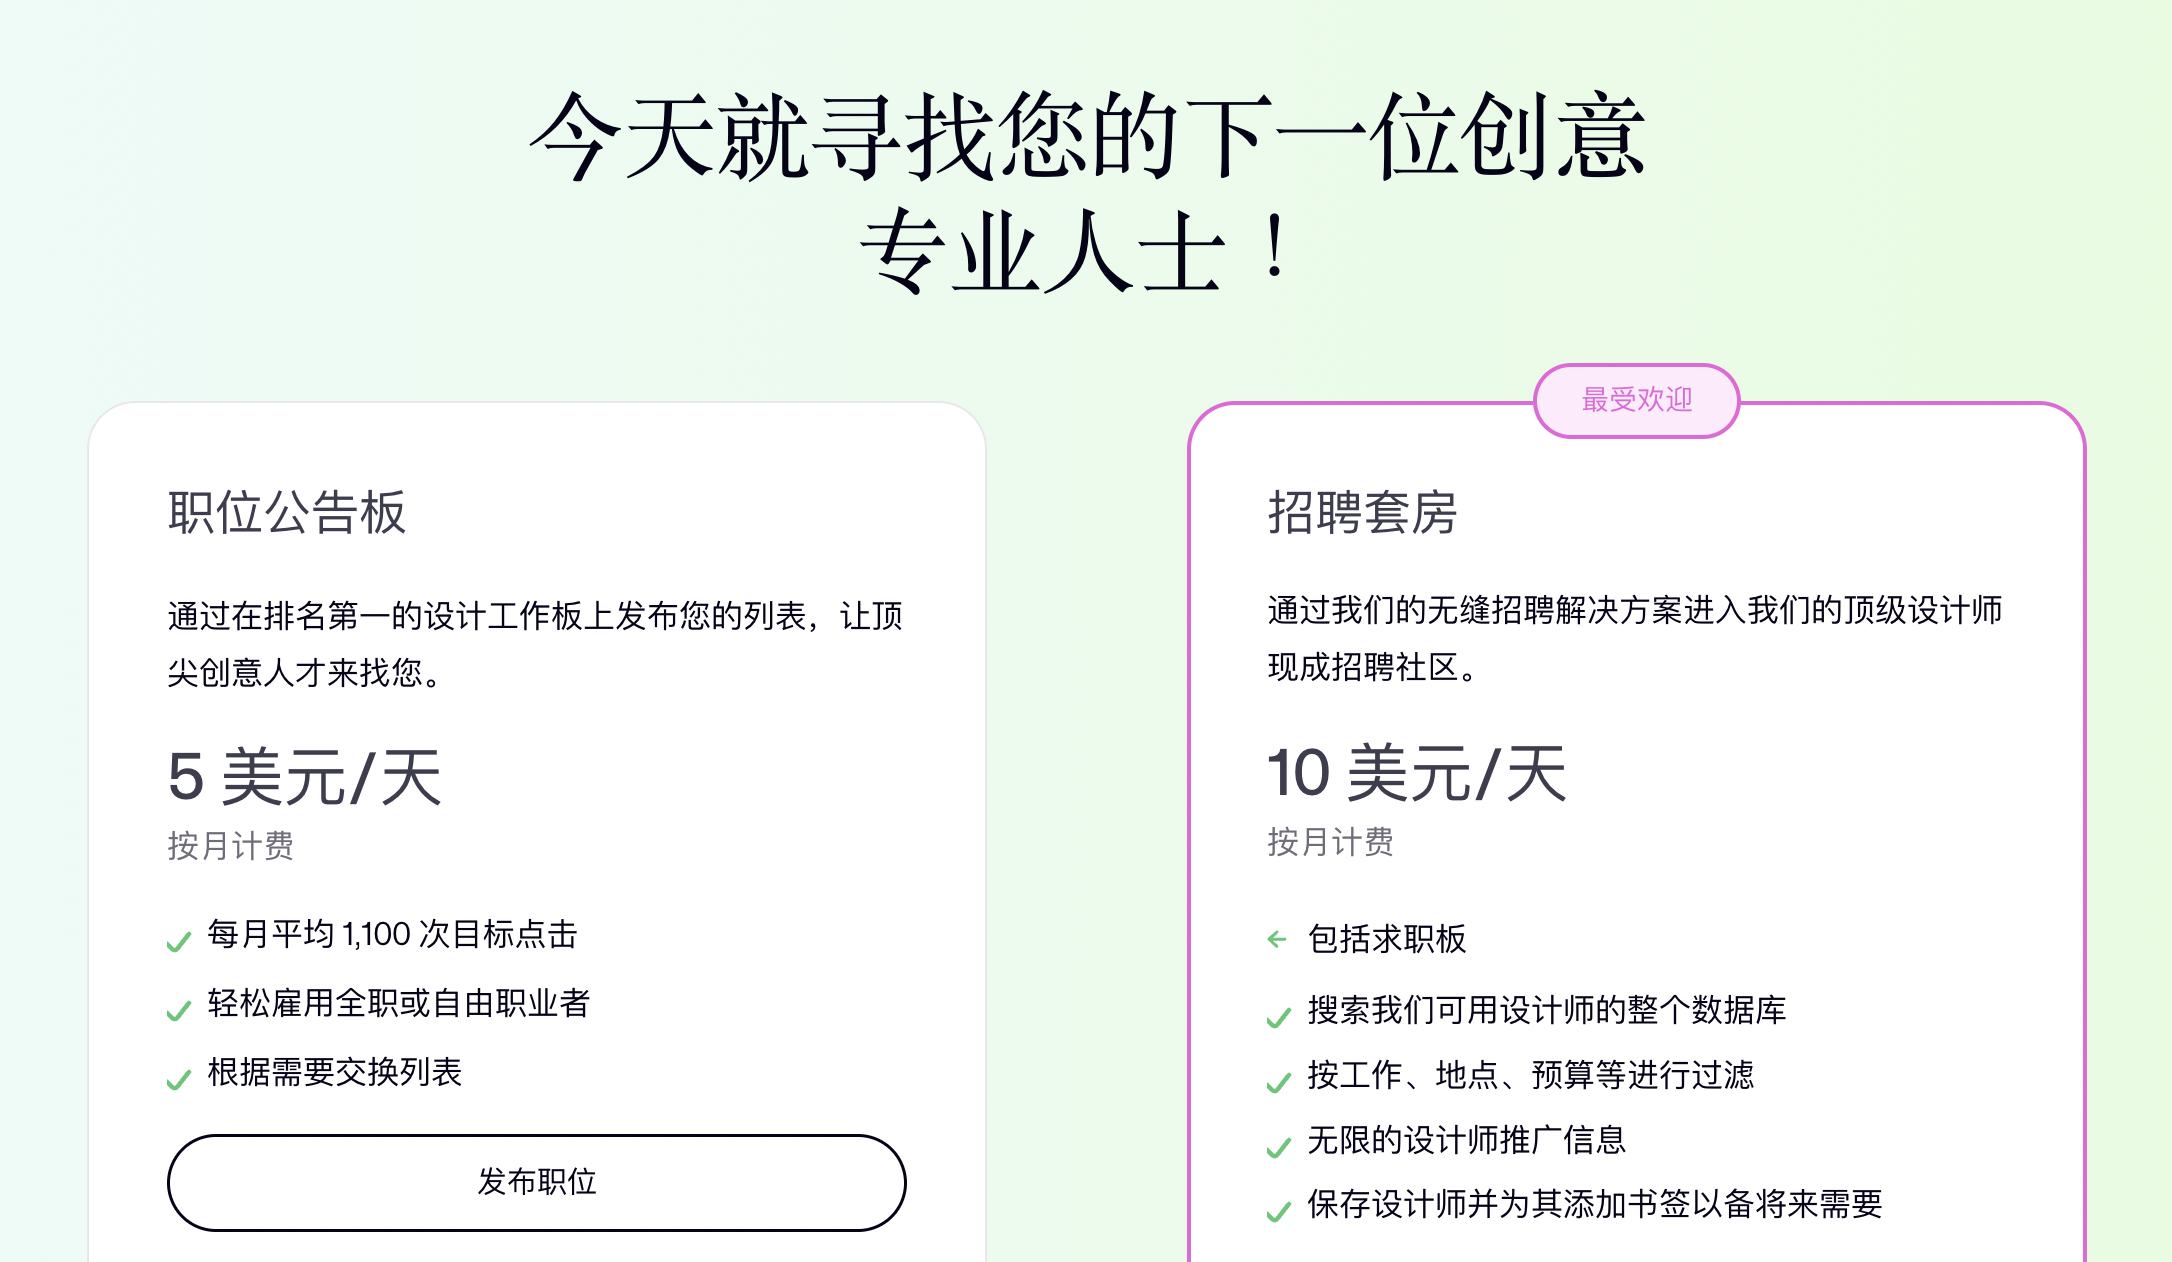 今天就寻找您的下一位创意
专业人士！
职位公告板
通过在排名第一的设计工作板上发布您的列表，让顶
尖创意人才来找您。
5 美元/天
按月计费
每月平均 1,100 次目标点击
轻松雇用全职或自由职业者
根据需要交换列表
发布职位
最受欢迎
招聘套房
通过我们的无缝招聘解决方案进入我们的顶级设计师
现成招聘社区。
10 美元/天
按月计费
包括求职板
搜索我们可用设计师的整个数据库
按工作、地点、预算等进行过滤
无限的设计师推广信息
保存设计师并为其添加书签以备将来需要